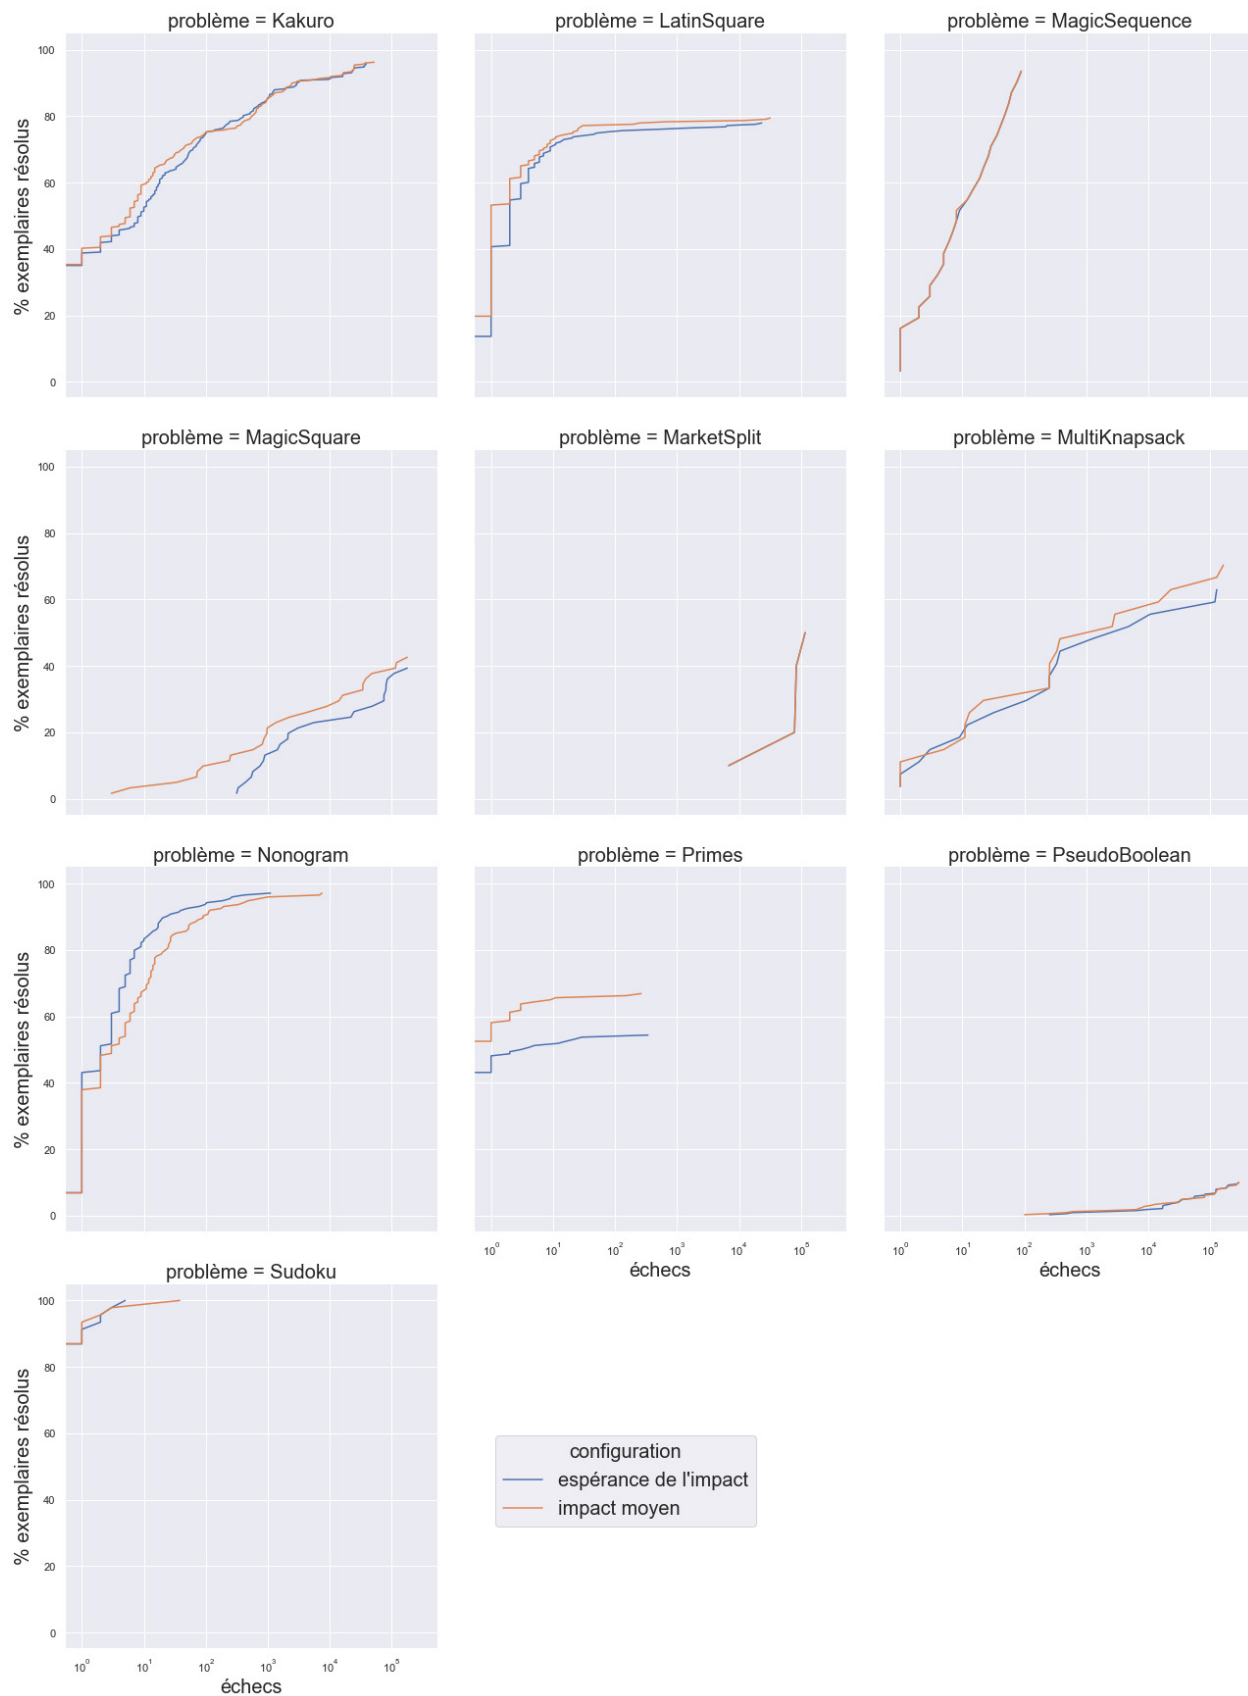 problème = Kakuro
problème = LatinSquare
problème = MagicSequence
100
80
60
40
20
0
% exemplaires résolus
problème = MagicSquare
problème = MarketSplit
problème = MultiKnapsack
100
80
60
40
20
0
% exemplaires résolus
problème = Nonogram
problème = Primes
problème = PseudoBoolean
100
80
60
40
20
0
% exemplaires résolus
10⁰ 10¹ 10² 10³ 10⁴ 10⁵
échecs
10⁰ 10¹ 10² 10³ 10⁴ 10⁵
échecs
problème = Sudoku
100
80
60
40
20
0
% exemplaires résolus
10⁰ 10¹ 10² 10³ 10⁴ 10⁵
échecs
configuration
espérance de l'impact
impact moyen